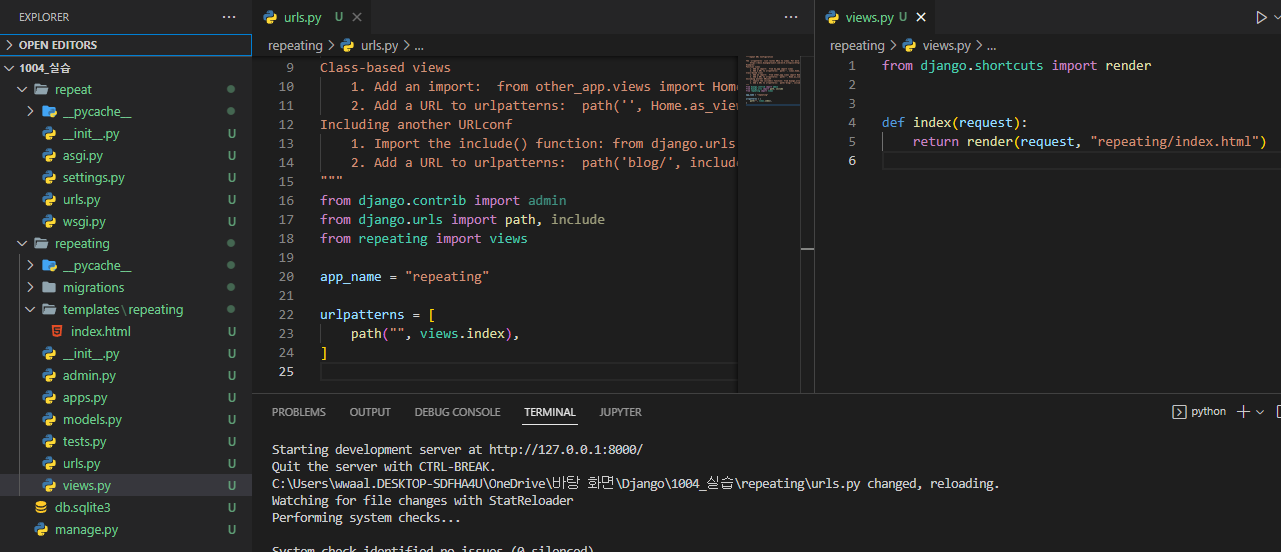 EXPLORER
OPEN EDITORS
1004_실습
repeat
__pycache__
__init__.py U
asgi.py U
settings.py U
urls.py U
wsgi.py U
repeating
__pycache__
migrations
templates\repeating
index.html U
__init__.py U
admin.py U
apps.py U
models.py U
tests.py U
urls.py U
views.py U
db.sqlite3 U
manage.py U
urls.py U
repeating > urls.py > ...
9 Class-based views
10 1. Add an import:  from other_app.views import Home
11 2. Add a URL to urlpatterns:  path('', Home.as_view
12 Including another URLconf
13 1. Import the include() function: from django.urls
14 2. Add a URL to urlpatterns:  path('blog/', include
15 """
16 from django.contrib import admin
17 from django.urls import path, include
18 from repeating import views
19
20 app_name = "repeating"
21
22 urlpatterns = [
23 path("", views.index),
24 ]
25
views.py U
repeating > views.py > ...
1 from django.shortcuts import render
2
3
4 def index(request):
5 return render(request, "repeating/index.html")
6
PROBLEMS OUTPUT DEBUG CONSOLE TERMINAL JUPYTER
python
Starting development server at http://127.0.0.1:8000/
Quit the server with CTRL-BREAK.
C:\Users\wwaal.DESKTOP-SDFHA4U\OneDrive\바탕 화면\Django\1004_실습\repeating\urls.py changed, reloading.
Watching for file changes with StatReloader
Performing system checks...
System check identified no issues (0 silenced)